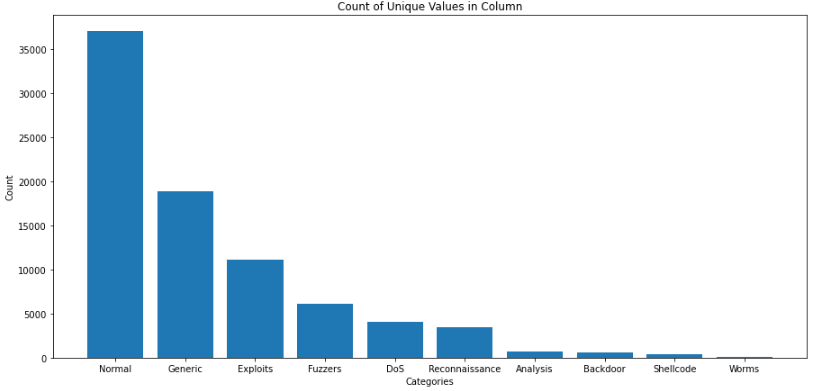 Count of Unique Values in Column
35000
30000
25000
20000
15000
10000
5000
0
Count
Normal Generic Exploits Fuzzers DoS Reconnaissance Analysis Backdoor Shellcode Worms
Categories